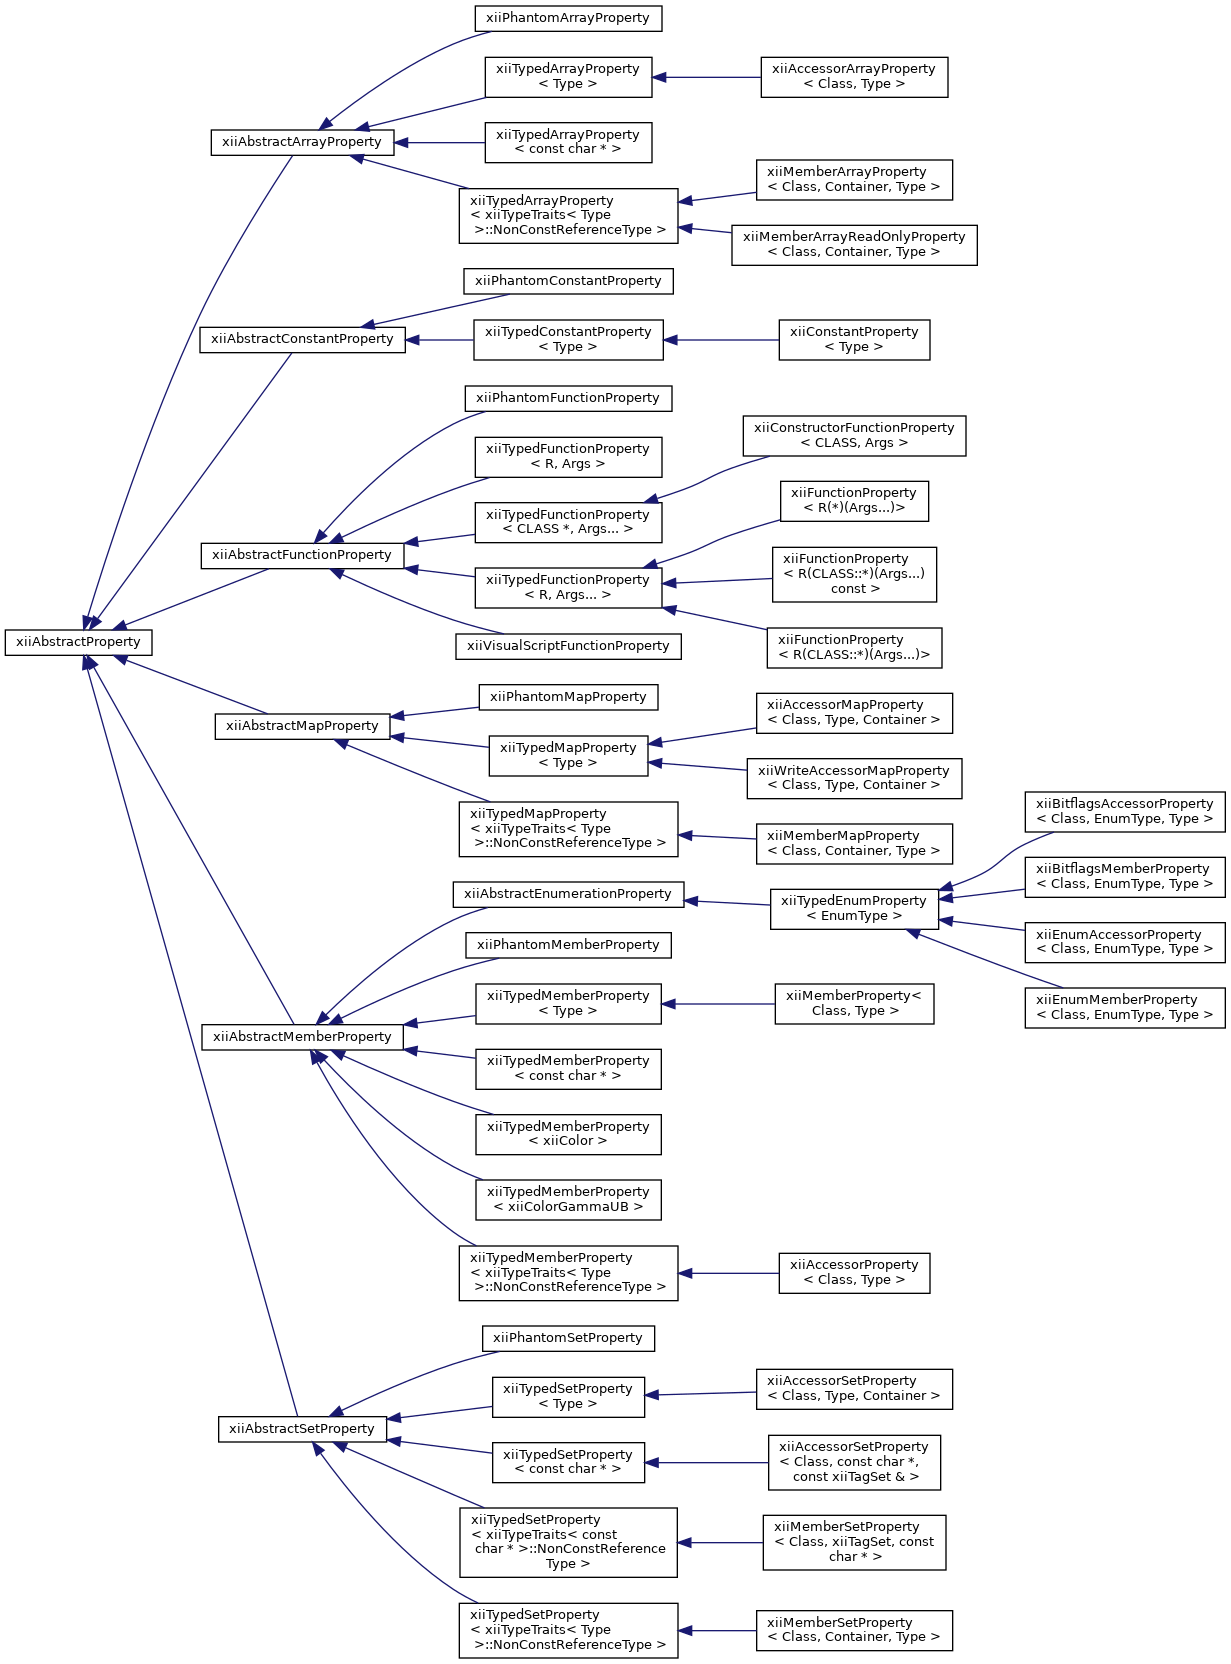 xiiPhantomArrayProperty
xiiTypedArrayProperty
< Type >
xiiAccessorArrayProperty
< Class, Type >
xiiAbstractArrayProperty
xiiTypedArrayProperty
< const char * >
xiiTypedArrayProperty
< xiiTypeTraits< Type
>::NonConstReferenceType >
xiiMemberArrayProperty
< Class, Container, Type >
xiiMemberArrayReadOnlyProperty
< Class, Container, Type >
xiiPhantomConstantProperty
xiiAbstractConstantProperty
xiiTypedConstantProperty
< Type >
xiiConstantProperty
< Type >
xiiPhantomFunctionProperty
xiiTypedFunctionProperty
< R, Args >
xiiConstructorFunctionProperty
< CLASS, Args >
xiiTypedFunctionProperty
< CLASS *, Args... >
xiiFunctionProperty
< R(*)(Args...)>
xiiAbstractFunctionProperty
xiiTypedFunctionProperty
< R, Args... >
xiiFunctionProperty
< R(CLASS::*)(Args...)
const >
xiiFunctionProperty
< R(CLASS::*)(Args...)>
xiiVisualScriptFunctionProperty
xiiAbstractProperty
xiiPhantomMapProperty
xiiAbstractMapProperty
xiiTypedMapProperty
< Type >
xiiAccessorMapProperty
< Class, Type, Container >
xiiWriteAccessorMapProperty
< Class, Type, Container >
xiiTypedMapProperty
< xiiTypeTraits< Type
>::NonConstReferenceType >
xiiMemberMapProperty
< Class, Container, Type >
xiiAbstractEnumerationProperty
xiiTypedEnumProperty
< EnumType >
xiiBitflagsAccessorProperty
< Class, EnumType, Type >
xiiBitflagsMemberProperty
< Class, EnumType, Type >
xiiEnumAccessorProperty
< Class, EnumType, Type >
xiiEnumMemberProperty
< Class, EnumType, Type >
xiiPhantomMemberProperty
xiiTypedMemberProperty
< Type >
xiiMemberProperty<
Class, Type >
xiiAbstractMemberProperty
xiiTypedMemberProperty
< const char * >
xiiTypedMemberProperty
< xiiColor >
xiiTypedMemberProperty
< xiiColorGammaUB >
xiiTypedMemberProperty
< xiiTypeTraits< Type
>::NonConstReferenceType >
xiiAccessorProperty
< Class, Type >
xiiPhantomSetProperty
xiiTypedSetProperty
< Type >
xiiAccessorSetProperty
< Class, Type, Container >
xiiAbstractSetProperty
xiiTypedSetProperty
< const char * >
xiiAccessorSetProperty
< Class, const char *,
const xiiTagSet & >
xiiTypedSetProperty
< xiiTypeTraits< const
char * >::NonConstReference
Type >
xiiMemberSetProperty
< Class, xiiTagSet, const
char * >
xiiTypedSetProperty
< xiiTypeTraits< Type
>::NonConstReferenceType >
xiiMemberSetProperty
< Class, Container, Type >